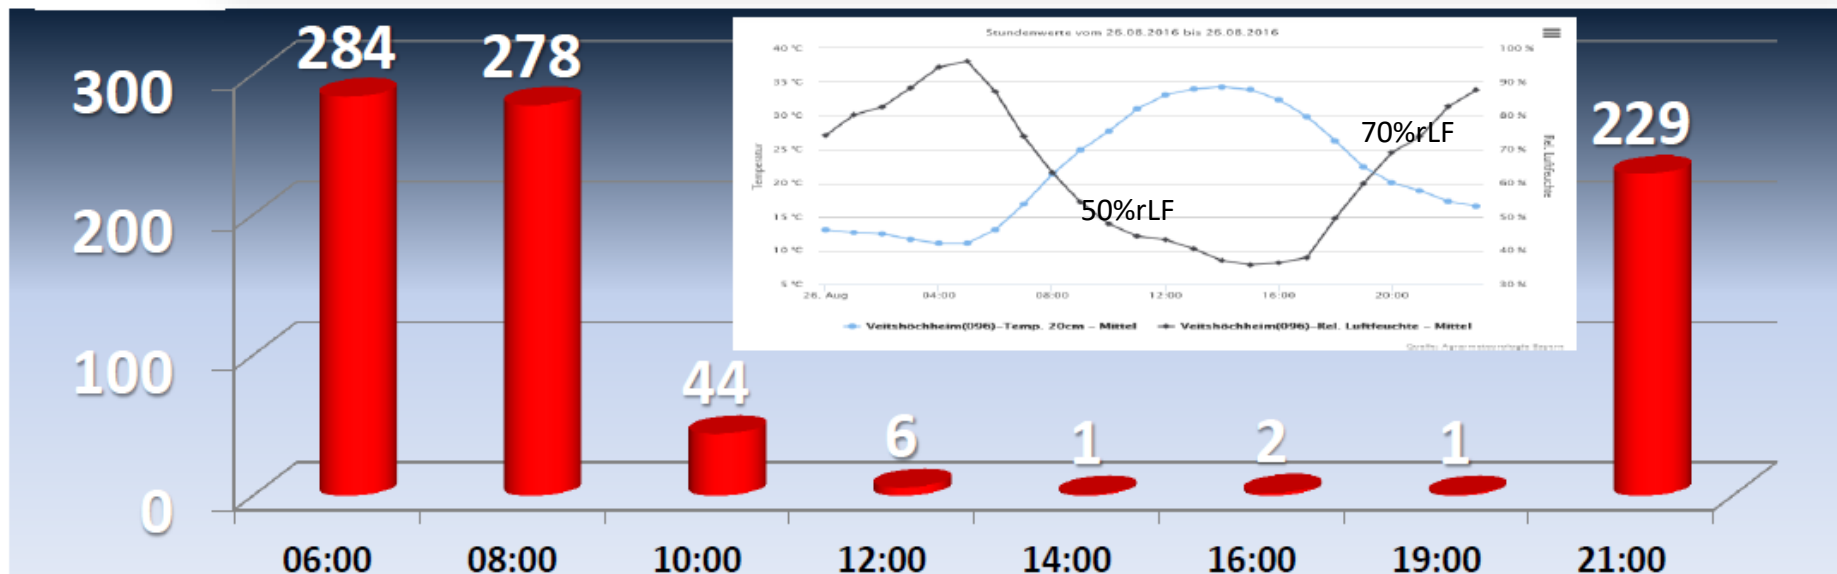 284
278
44
6
1
2
1
229
300
200
100
0
06:00
08:00
10:00
12:00
14:00
16:00
19:00
21:00
Stundenwerte vom 26.08.2016 bis 26.08.2016
40 °C
35 °C
30 °C
25 °C
20 °C
15 °C
10 °C
5 °C
Temperatur
100 %
90 %
80 %
70 %
60 %
50 %
40 %
30 %
Rel. Luftfeuchte
70%rLF
50%rLF
26. Aug
04:00
08:00
12:00
16:00
20:00
Veitshöchheim(096)-Temp. 20cm - Mittel
Veitshöchheim(096)-Rel. Luftfeuchte - Mittel
Quelle: Agrarmeteorologie Bayern